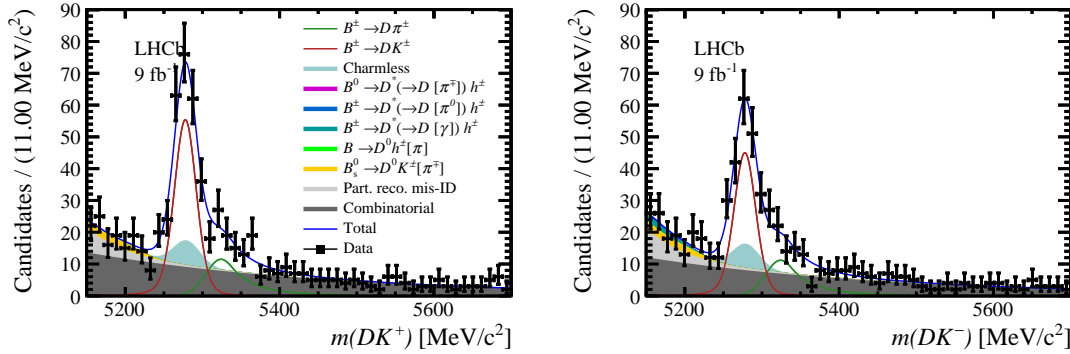 Candidates / (11.00 MeV/c²)
90
80
70
60
50
40
30
20
10
0
LHCb
9 fb⁻¹
B± → Dπ±
B± → DK±
Charmless
B⁰ → D*(→D [π∓]) h±
B± → D*(→D [π⁰]) h±
B± → D*(→D [γ]) h±
B → D⁰h±[π]
B⁰ₛ → D⁰K±[π∓]
Part. reco. mis-ID
Combinatorial
Total
Data
5200 5400 5600
m(DK⁺) [MeV/c²]
Candidates / (11.00 MeV/c²)
90
80
70
60
50
40
30
20
10
0
LHCb
9 fb⁻¹
5200 5400 5600
m(DK⁻) [MeV/c²]